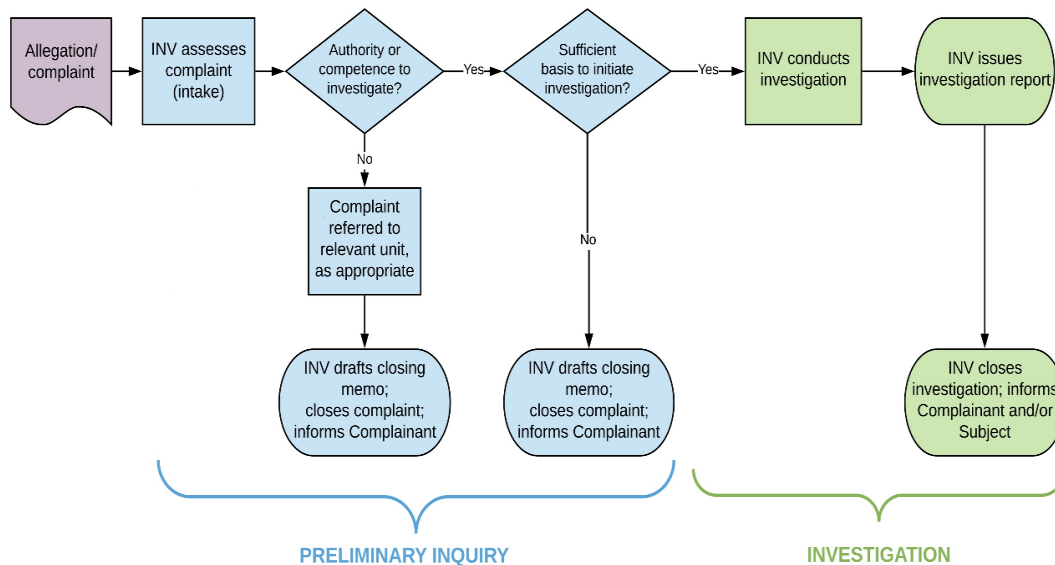 Allegation/
complaint
INV assesses
complaint
(intake)
Authority or
competence to
investigate?
Yes
Sufficient
basis to initiate
investigation?
Yes
INV conducts
investigation
INV issues
investigation report
No
Complaint
referred to
relevant unit,
as appropriate
No
INV drafts closing
memo;
closes complaint;
informs Complainant
INV drafts closing
memo;
closes complaint;
informs Complainant
INV closes
investigation; informs
Complainant and/or
Subject
PRELIMINARY INQUIRY
INVESTIGATION